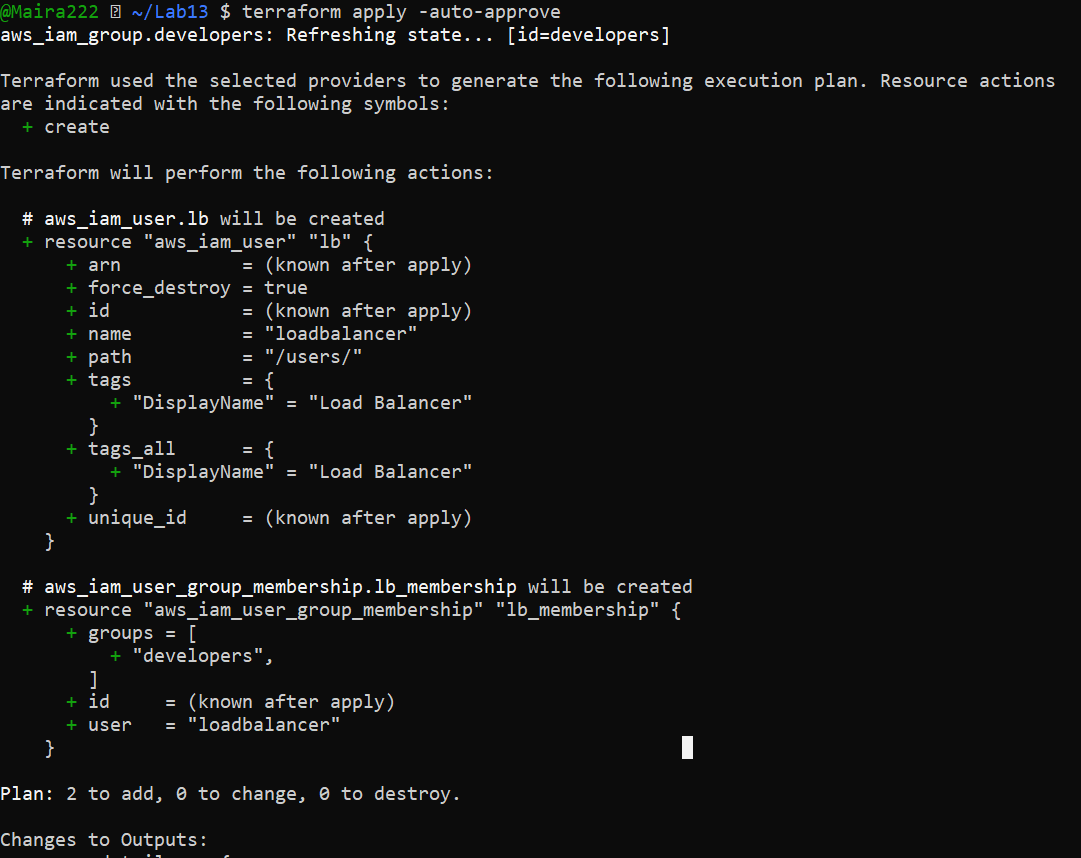 @Maira222 ~/Lab13 $ terraform apply -auto-approve
aws_iam_group.developers: Refreshing state... [id=developers]
Terraform used the selected providers to generate the following execution plan. Resource actions
are indicated with the following symbols:
  + create
Terraform will perform the following actions:
  # aws_iam_user.lb will be created
  + resource "aws_iam_user" "lb" {
      + arn           = (known after apply)
      + force_destroy = true
      + id            = (known after apply)
      + name          = "loadbalancer"
      + path          = "/users/"
      + tags          = {
          + "DisplayName" = "Load Balancer"
        }
      + tags_all      = {
          + "DisplayName" = "Load Balancer"
        }
      + unique_id     = (known after apply)
    }
  # aws_iam_user_group_membership.lb_membership will be created
  + resource "aws_iam_user_group_membership" "lb_membership" {
      + groups = [
          + "developers",
        ]
      + id     = (known after apply)
      + user   = "loadbalancer"
    }
Plan: 2 to add, 0 to change, 0 to destroy.
Changes to Outputs: